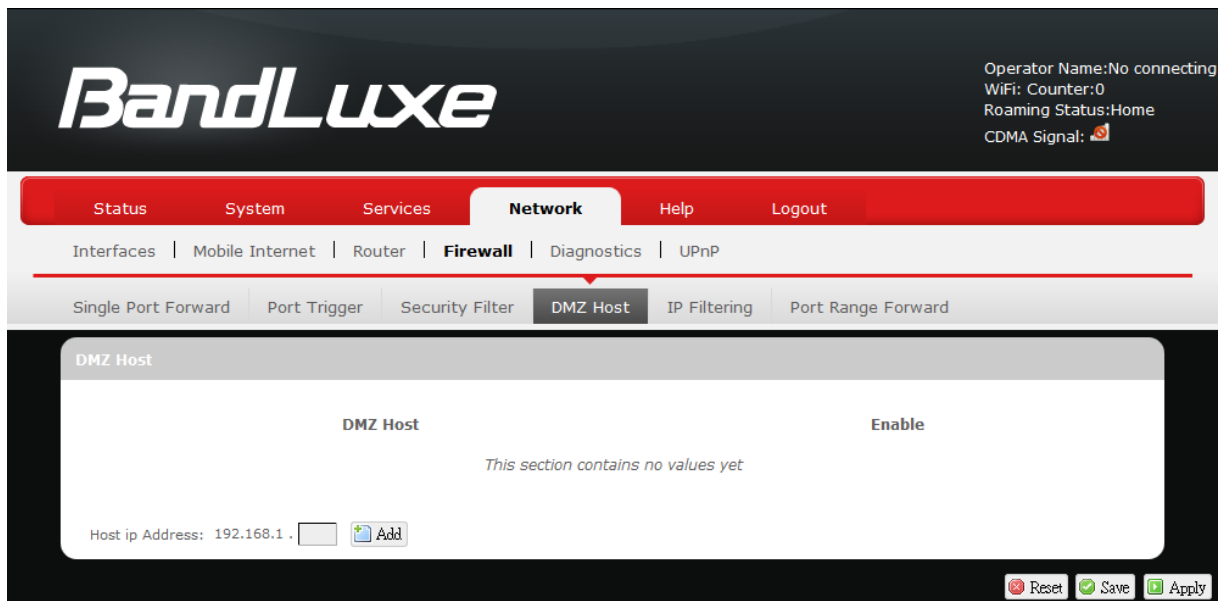 BandLuxe
Operator Name:No connecting
WiFi: Counter:0
Roaming Status:Home
CDMA Signal:
Status System Services Network Help Logout
Interfaces | Mobile Internet | Router | Firewall | Diagnostics | UPnP
Single Port Forward Port Trigger Security Filter DMZ Host IP Filtering Port Range Forward
DMZ Host
DMZ Host Enable
This section contains no values yet
Host ip Address: 192.168.1 . Add
Reset Save Apply